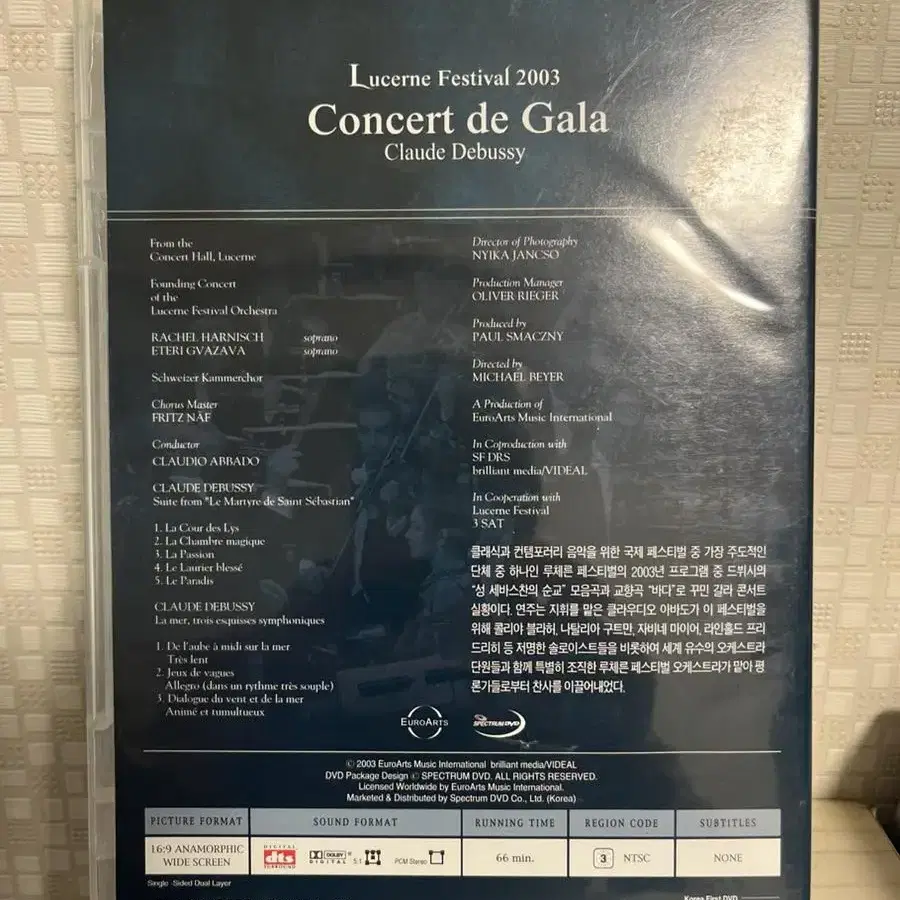 Lucerne Festival 2003
Concert de Gala
Claude Debussy
From the
Concert Hall, Lucerne
Founding Concert
of the
Lucerne Festival Orchestra
RACHEL HARNISCH soprano
ETERI GVAZAVA soprano
Schweizer Kammerchor
Chorus Master
FRITZ NÄF
Conductor
CLAUDIO ABBADO
CLAUDE DEBUSSY
Suite from "Le Martyre de Saint Sébastian"
1. La Cour des Lys
2. La Chambre magique
3. La Passion
4. Le Laurier blessé
5. Le Paradis
CLAUDE DEBUSSY
La mer, trois esquisses symphoniques
1. De l'aube à midi sur la mer
Très lent
2. Jeux de vagues
Allegro (dans un rythme très souple)
3. Dialogue du vent et de la mer
Animé et tumultueux
Director of Photography
NYIKA JANCSO
Production Manager
OLIVER RIEGER
Produced by
PAUL SMACZNY
Directed by
MICHAEL BEYER
A Production of
EuroArts Music International
In Coproduction with
SF DRS
brilliant media/VIDEAL
In Cooperation with
Lucerne Festival
3 SAT
클래식과 컨템포러리 음악을 위한 국제 페스티벌 중 가장 주도적인
단체 중 하나인 루체른 페스티벌의 2003년 프로그램 중 드뷔시의
"성 세바스찬의 순교" 모음곡과 교향곡 "바다"로 꾸민 갈라 콘서트
실황이다. 연주는 지휘를 맡은 클라우디오 아바도가 이 페스티벌을
위해 콜리야 블라허, 나탈리아 구트만, 자비네 마이어, 라인홀드 프리
드리히 등 저명한 솔로이스트들을 비롯하여 세계 유수의 오케스트라
단원들과 함께 특별히 조직한 루체른 페스티벌 오케스트라가 맡아 평
론가들로부터 찬사를 이끌어내었다.
EUROARTS
SPECTRUM DVD
© 2003 EuroArts Music International brilliant media/VIDEAL
DVD Package Design © SPECTRUM DVD. ALL RIGHTS RESERVED.
Licensed Worldwide by EuroArts Music International.
Marketed & Distributed by Spectrum DVD Co., Ltd. (Korea)
PICTURE FORMAT SOUND FORMAT RUNNING TIME REGION CODE SUBTITLES
16:9 ANAMORPHIC
WIDE SCREEN
DIGITAL
dts
SURROUND
DOLBY
DIGITAL 5.1
PCM Stereo
66 min.
3 NTSC
NONE
Single -Sided Dual Layer
Korea First DVD